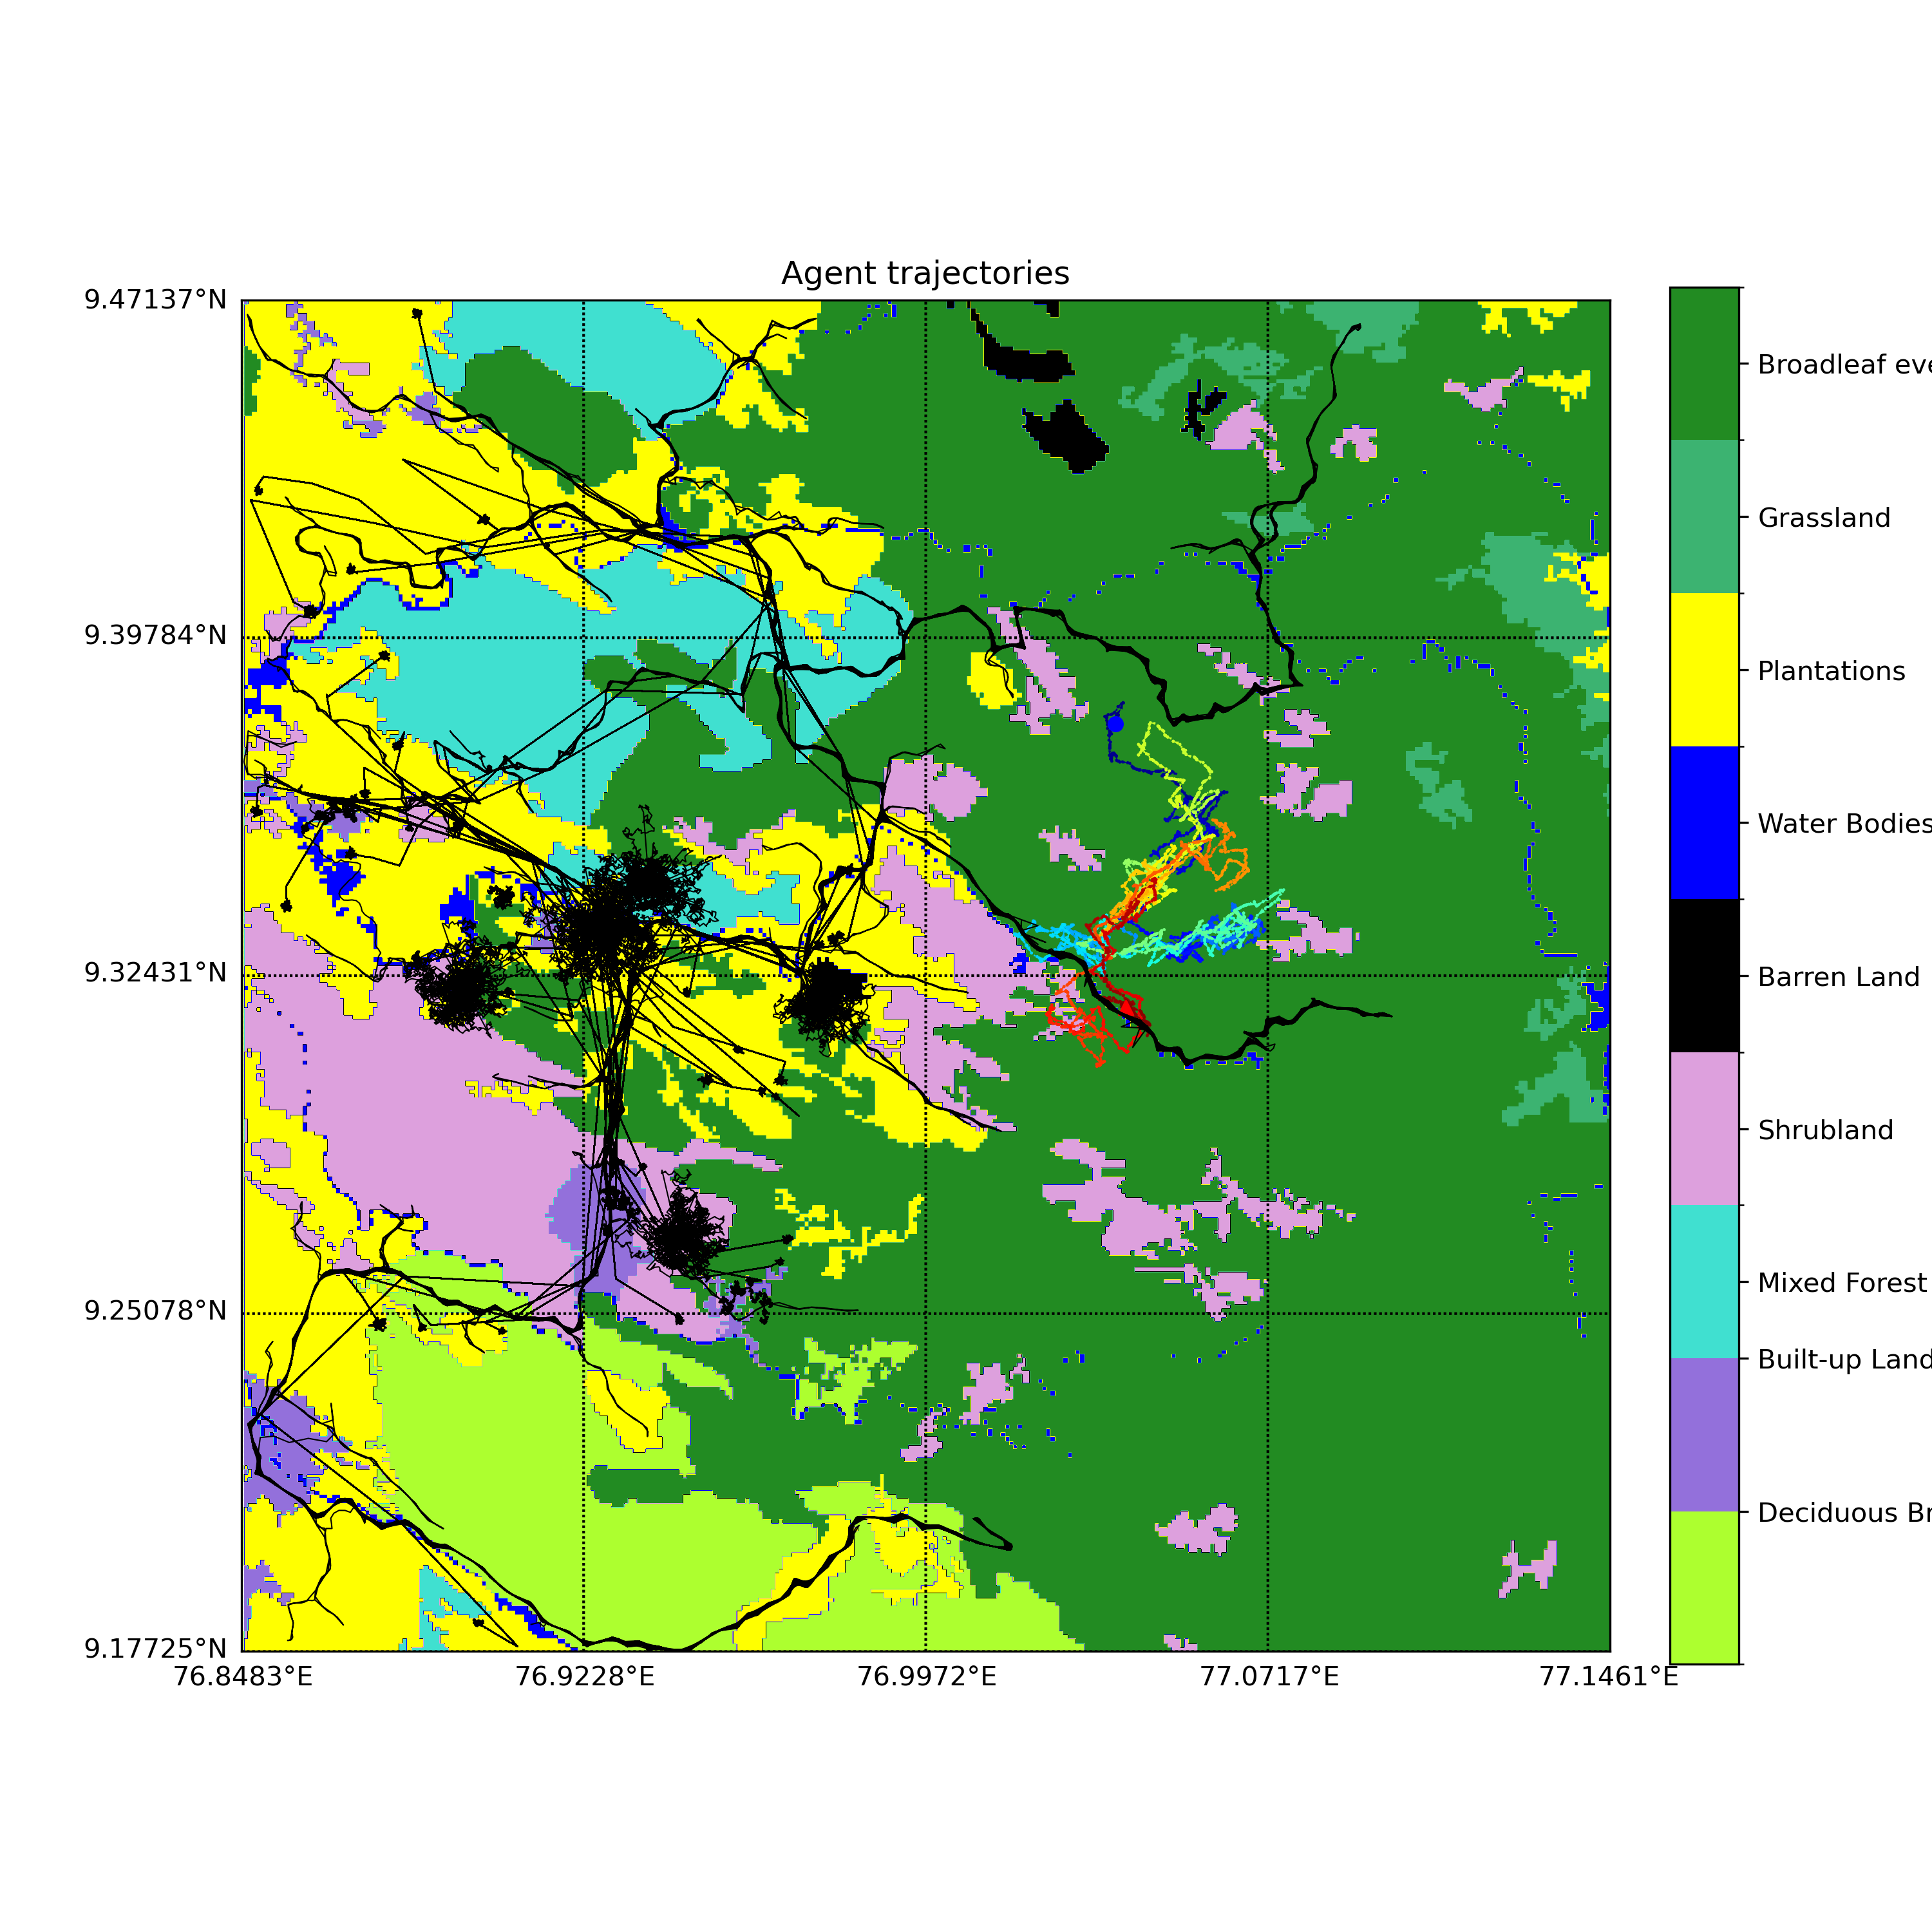 Agent trajectories
9.47137°N
9.39784°N
9.32431°N
9.25078°N
9.17725°N
76.8483°E
76.9228°E
76.9972°E
77.0717°E
77.1461°E
Broadleaf eve
Grassland
Plantations
Water Bodies
Barren Land
Shrubland
Mixed Forest
Built-up Land
Deciduous Br